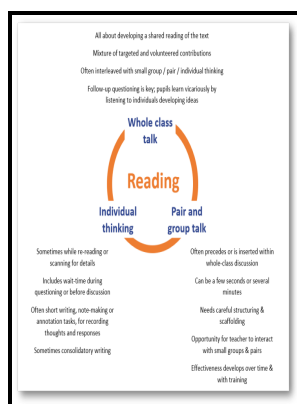 All about developing a shared reading of the text
Mixture of targeted and volunteered contributions
Often interleaved with small group / pair / individual thinking
Follow-up questioning is key; pupils learn vicariously by
listening to individuals developing ideas
Whole class
talk
Reading
Individual
thinking
Pair and
group talk
Sometimes while re-reading or
scanning for details
Includes wait-time during
questioning or before discussion
Often short writing, note-making or
annotation tasks, for recording
thoughts and responses
Sometimes consolidatory writing
Often precedes or is inserted within
whole-class discussion
Can be a few seconds or several
minutes
Needs careful structuring &
scaffolding
Opportunity for teacher to interact
with small groups & pairs
Effectiveness develops over time &
with training